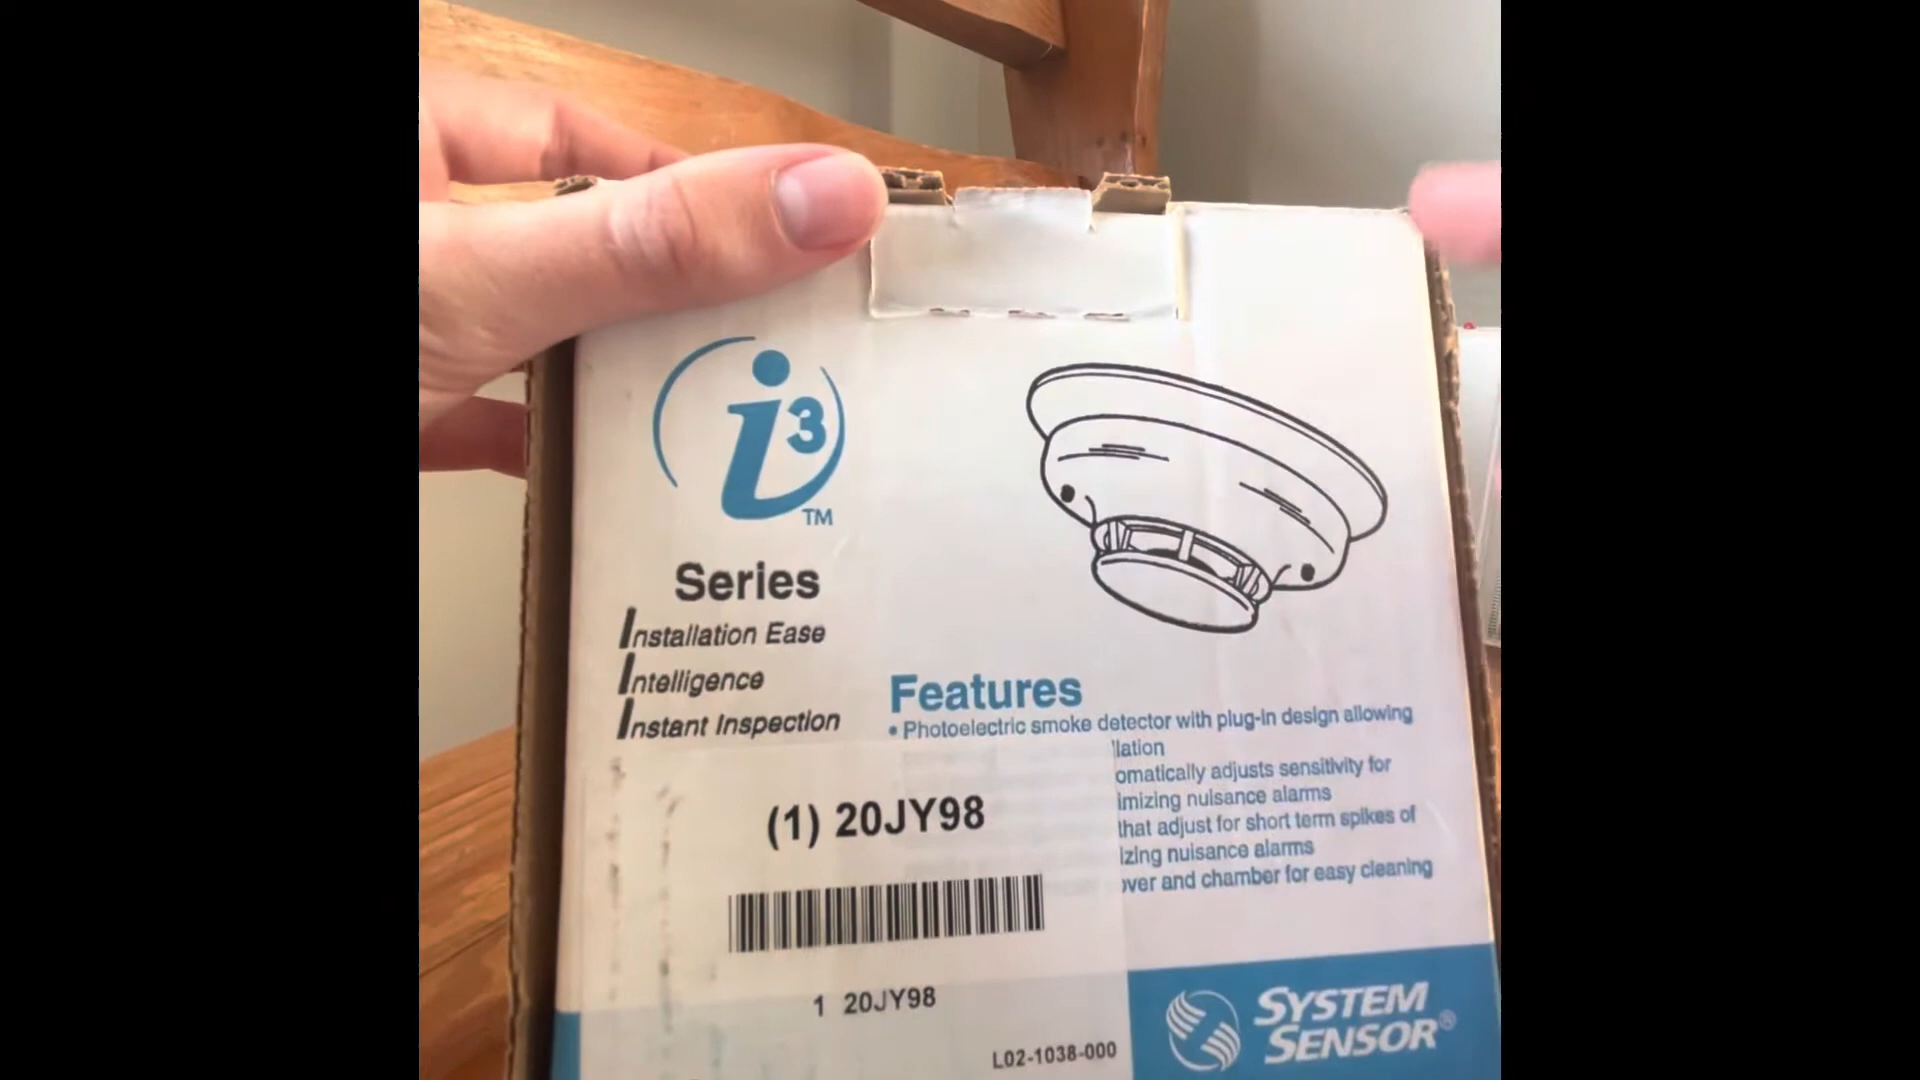 i3
TM
Series
Installation Ease
Intelligence
Instant Inspection
Features
• Photoelectric smoke detector with plug-in design allowing
llation
omatically adjusts sensitivity for
imizing nuisance alarms
that adjust for short term spikes of
izing nuisance alarms
over and chamber for easy cleaning
(1) 20JY98
1 20JY98
L02-1038-000
SYSTEM
SENSOR®